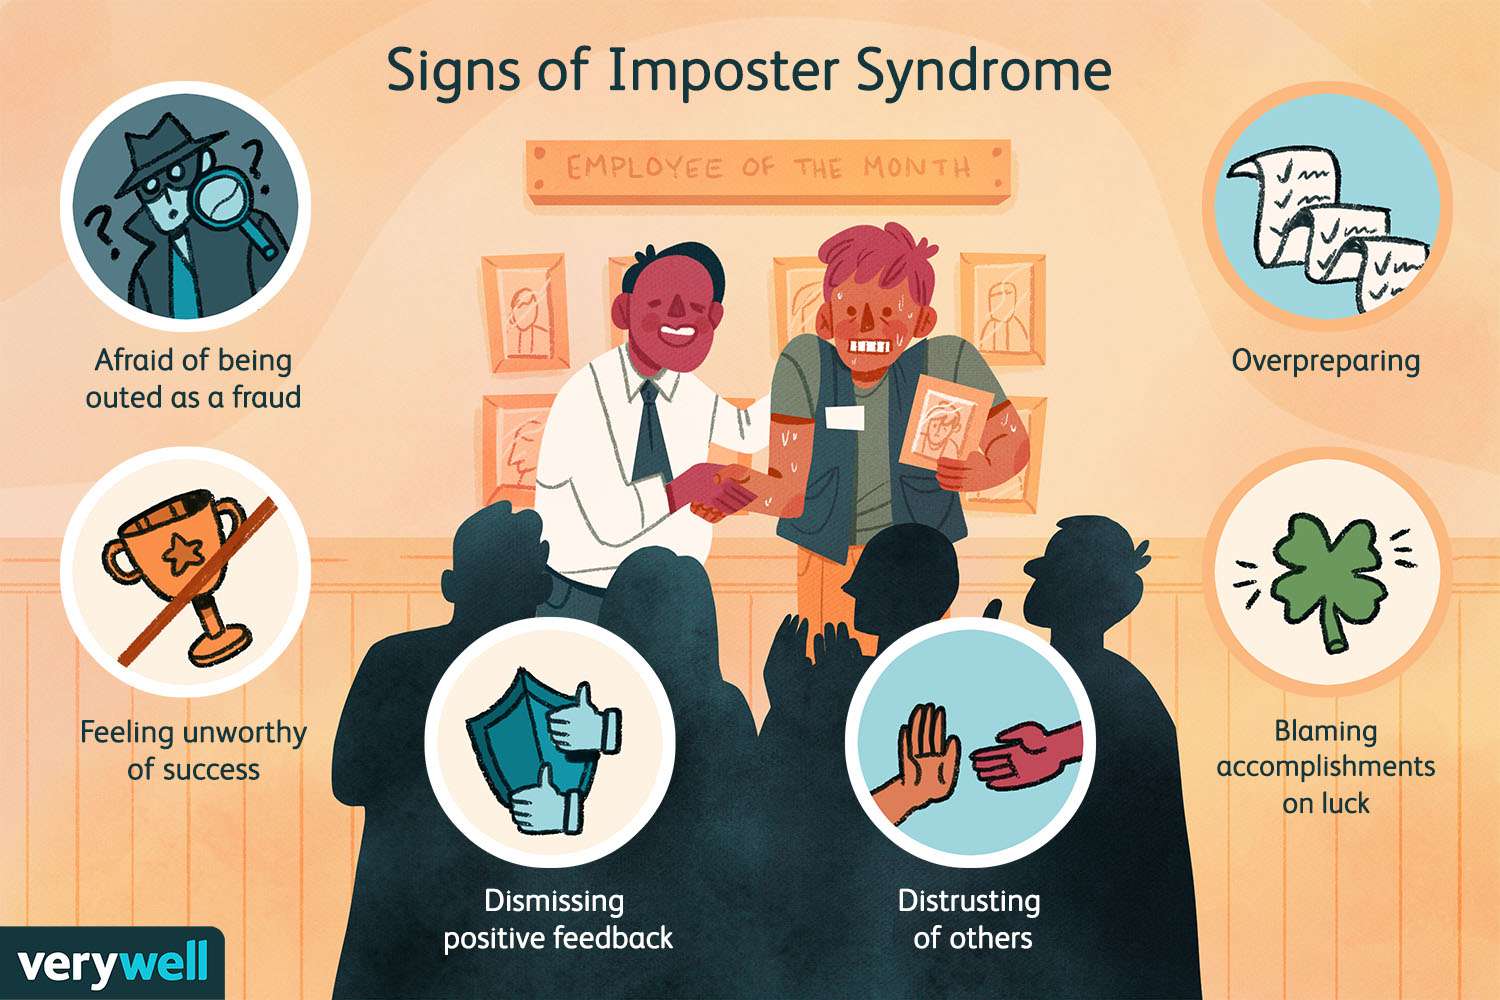 Signs of Imposter Syndrome
EMPLOYEE OF THE MONTH
Afraid of being
outed as a fraud
Overpreparing
Feeling unworthy
of success
Blaming
accomplishments
on luck
Dismissing
positive feedback
Distrusting
of others
verywell